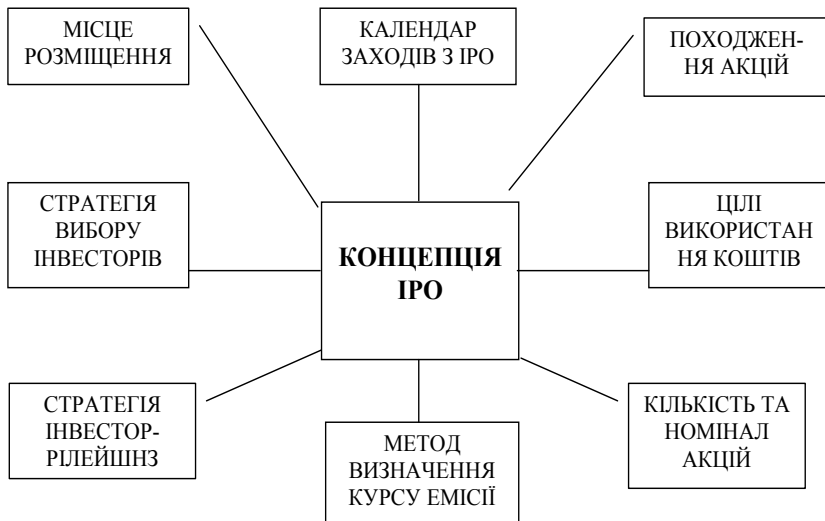 МІСЦЕ
РОЗМІЩЕННЯ
КАЛЕНДАР
ЗАХОДІВ З ІРО
ПОХОДЖЕН-
НЯ АКЦІЙ
СТРАТЕГІЯ
ВИБОРУ
ІНВЕСТОРІВ
КОНЦЕПЦІЯ
ІРО
ЦІЛІ
ВИКОРИСТАН
НЯ КОШТІВ
СТРАТЕГІЯ
ІНВЕСТОР-
РІЛЕЙШНЗ
МЕТОД
ВИЗНАЧЕННЯ
КУРСУ ЕМІСІЇ
КІЛЬКІСТЬ ТА
НОМІНАЛ
АКЦІЙ